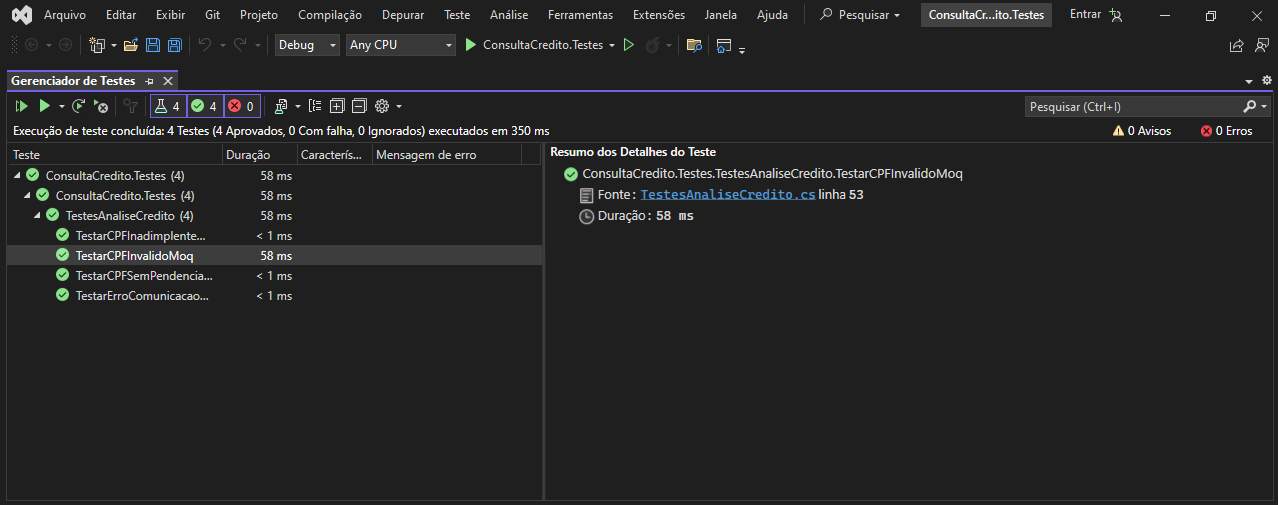 Arquivo Editar Exibir Git Projeto Compilação Depurar Teste Análise Ferramentas Extensões Janela Ajuda Pesquisar ConsultaCr...ito.Testes Entrar
Debug Any CPU ConsultaCredito.Testes
Gerenciador de Testes
4 4 0 Pesquisar (Ctrl+I)
Execução de teste concluída: 4 Testes (4 Aprovados, 0 Com falha, 0 Ignorados) executados em 350 ms 0 Avisos 0 Erros
Teste Duração Caracterís... Mensagem de erro
ConsultaCredito.Testes (4) 58 ms
ConsultaCredito.Testes (4) 58 ms
TestesAnaliseCredito (4) 58 ms
TestarCPFInadimplente... < 1 ms
TestarCPFInvalidoMoq 58 ms
TestarCPFSemPendencia... < 1 ms
TestarErroComunicacao... < 1 ms
Resumo dos Detalhes do Teste
ConsultaCredito.Testes.TestesAnaliseCredito.TestarCPFInvalidoMoq
Fonte: TestesAnaliseCredito.cs linha 53
Duração: 58 ms